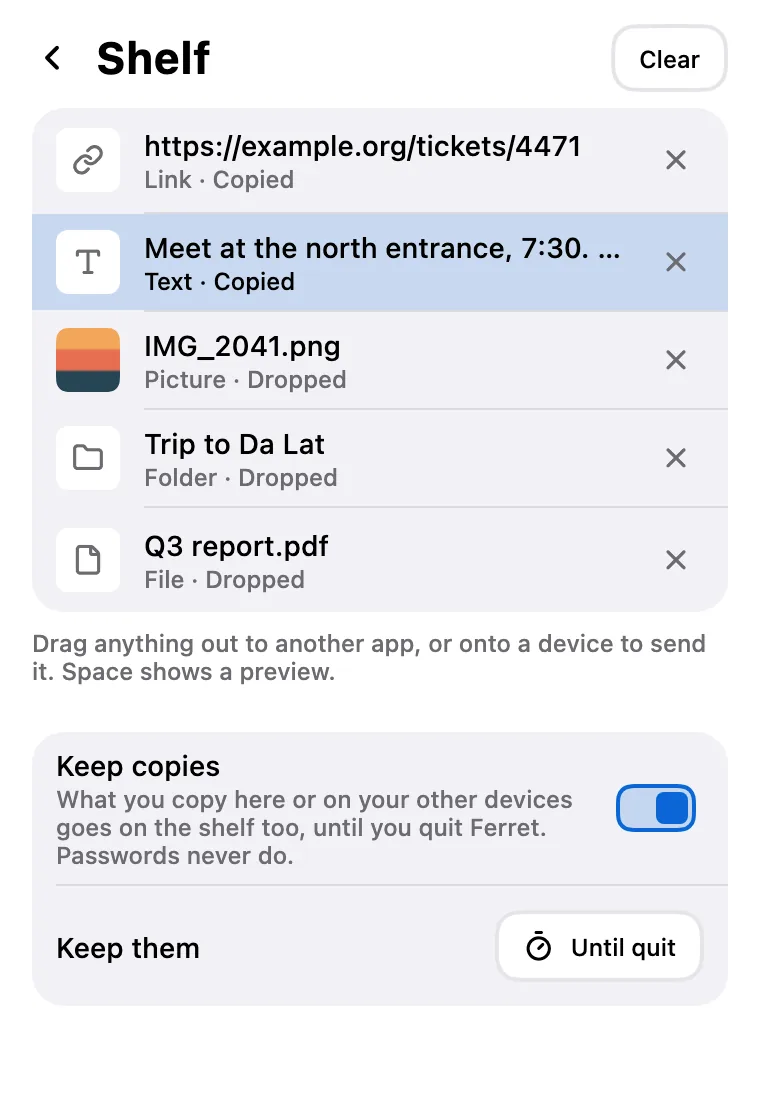 Shelf
Clear
https://example.org/tickets/4471
Link · Copied
Meet at the north entrance, 7:30. ...
Text · Copied
IMG_2041.png
Picture · Dropped
Trip to Da Lat
Folder · Dropped
Q3 report.pdf
File · Dropped
Drag anything out to another app, or onto a device to send
it. Space shows a preview.
Keep copies
What you copy here or on your other devices
goes on the shelf too, until you quit Ferret.
Passwords never do.
Keep them
Until quit